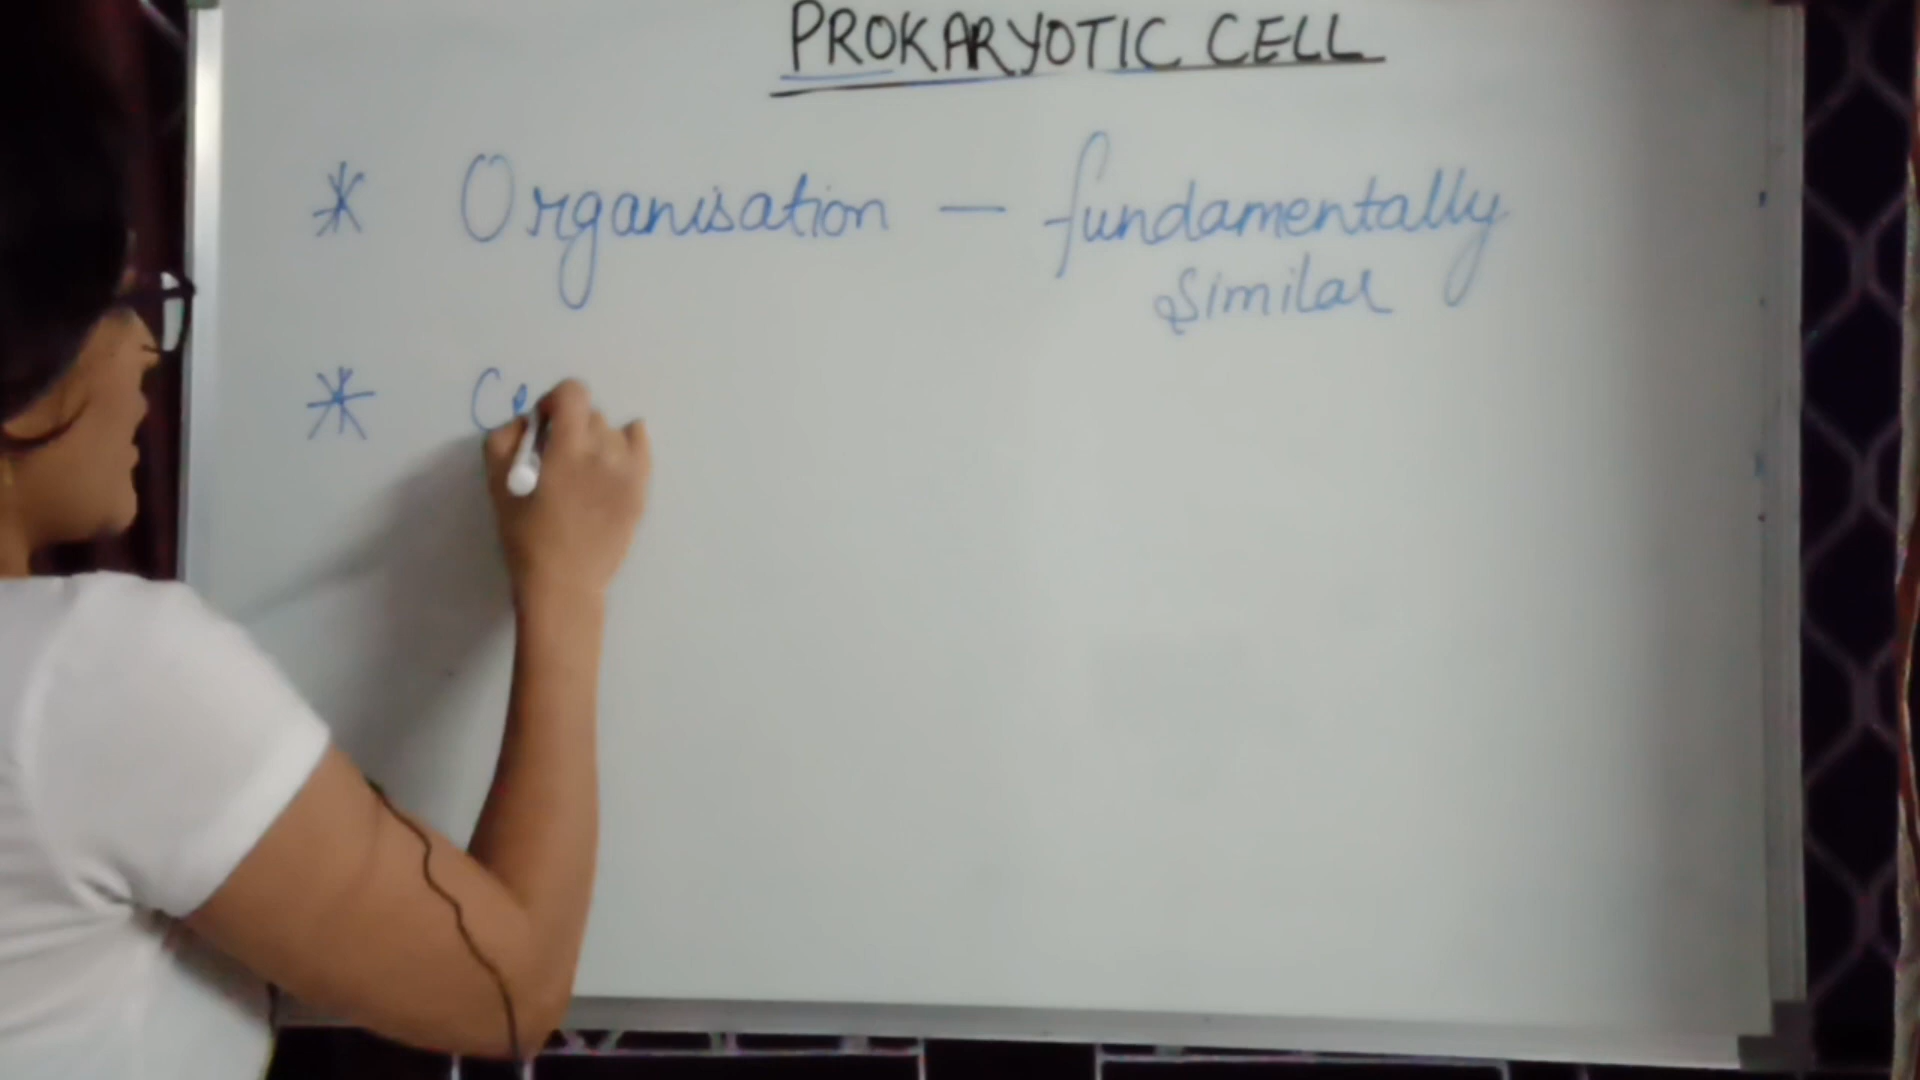 PROKARYOTIC CELL
* Organisation — fundamentally
similar
* Ce